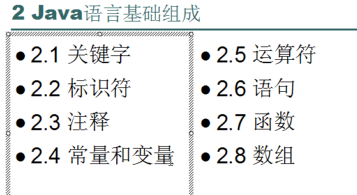 2 Java语言基础组成
● 2.1 关键字
● 2.2 标识符
● 2.3 注释
● 2.4 常量和变量
● 2.5 运算符
● 2.6 语句
● 2.7 函数
● 2.8 数组